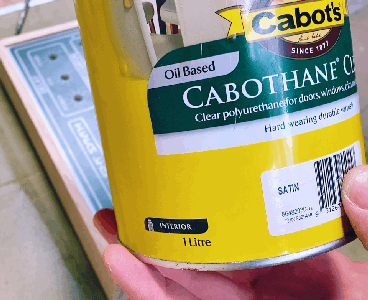 Cabot's
SINCE 1877
Oil Based
CABOTHANE®
Clear polyurethane for doors, windows,
Hard wearing durable
SATIN
INTERIOR
1 Litre